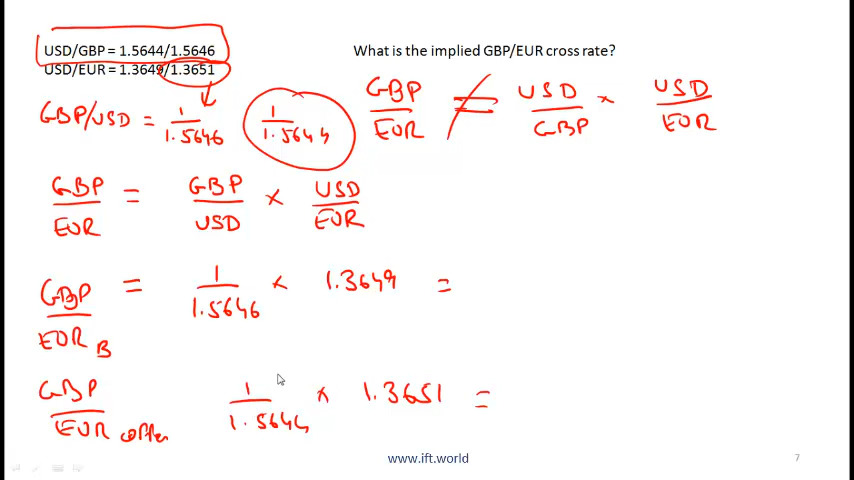 USD/GBP = 1.5644/1.5646
USD/EUR = 1.3649/1.3651
What is the implied GBP/EUR cross rate?
GBP/USD = 1/1.5646 1/1.5644
GBP/EUR ≠ USD/GBP × USD/EUR
GBP/EUR = GBP/USD × USD/EUR
GBP/EUR B = 1/1.5646 × 1.3649 =
GBP/EUR offer 1/1.5644 × 1.3651 =
www.ift.world
7